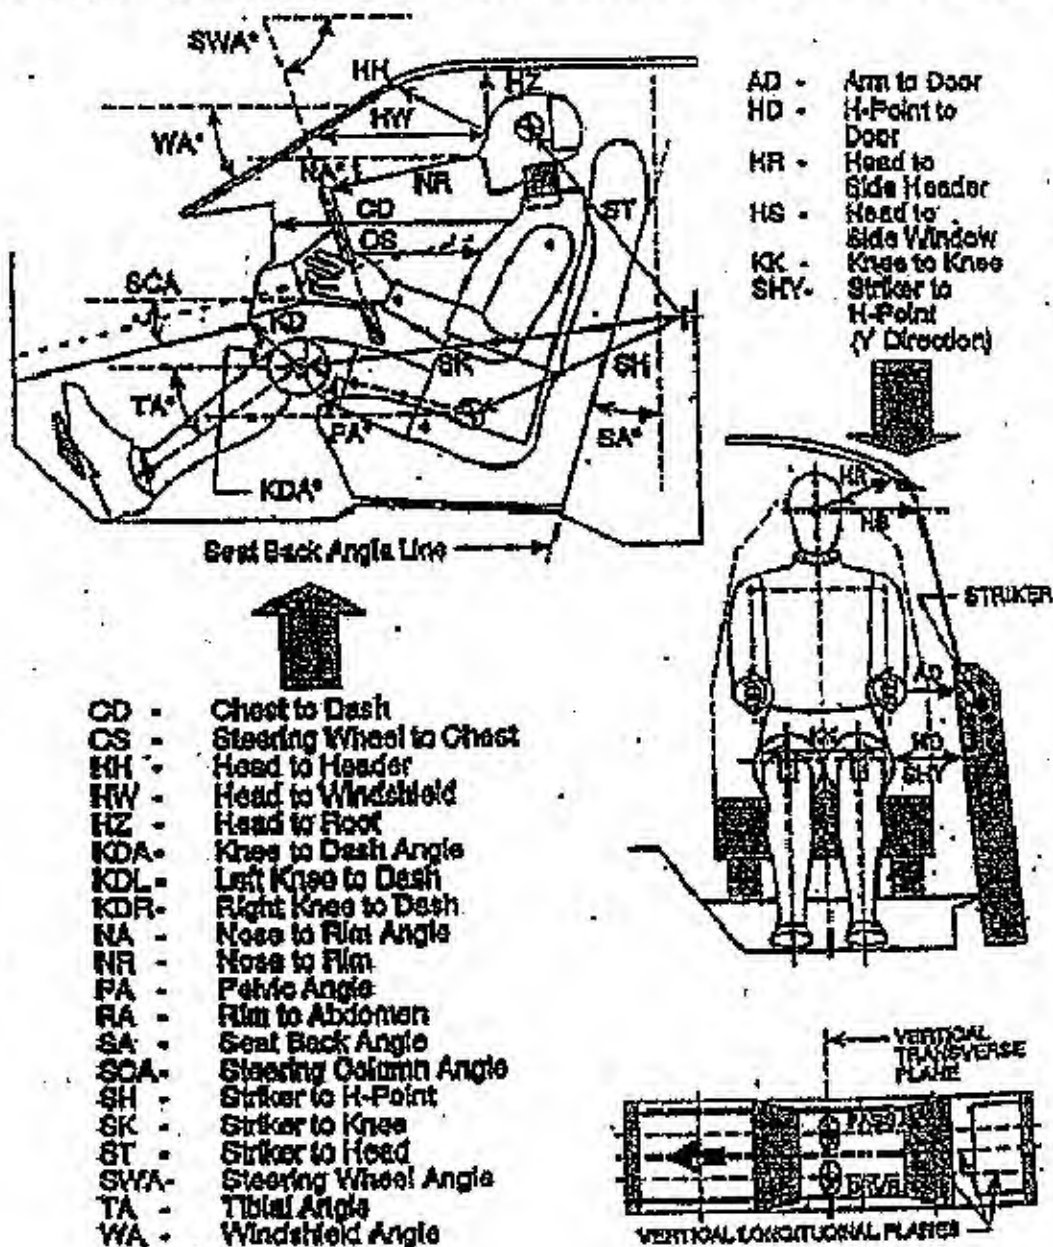 SWA°
HH
HZ
WA°
HW
NA°
NR
CD
ST
CS
SCA
KD
SK
SH
TA°
PA°
SA°
KDA°
Seat Back Angle Line
AD - Arm to Door
HD - H-Point to
Door
HR - Head to
Side Header
HS - Head to
Side Window
KK - Knee to Knee
SHY- Striker to
H-Point
(Y Direction)
HR
HS
STRIKER
AD
KK
HD
SHY
CD - Chest to Dash
CS - Steering Wheel to Chest
HH - Head to Header
HW - Head to Windshield
HZ - Head to Roof
KDA- Knee to Dash Angle
KDL- Left Knee to Dash
KDR- Right Knee to Dash
NA - Nose to Rim Angle
NR - Nose to Rim
PA - Pelvic Angle
RA - Rim to Abdomen
SA - Seat Back Angle
SCA- Steering Column Angle
SH - Striker to H-Point
SK - Striker to Knee
ST - Striker to Head
SWA- Steering Wheel Angle
TA - Tibial Angle
WA - Windshield Angle
VERTICAL
TRANSVERSE
PLANE
PASS.
DRVR
VERTICAL LONGITUDINAL PLANES